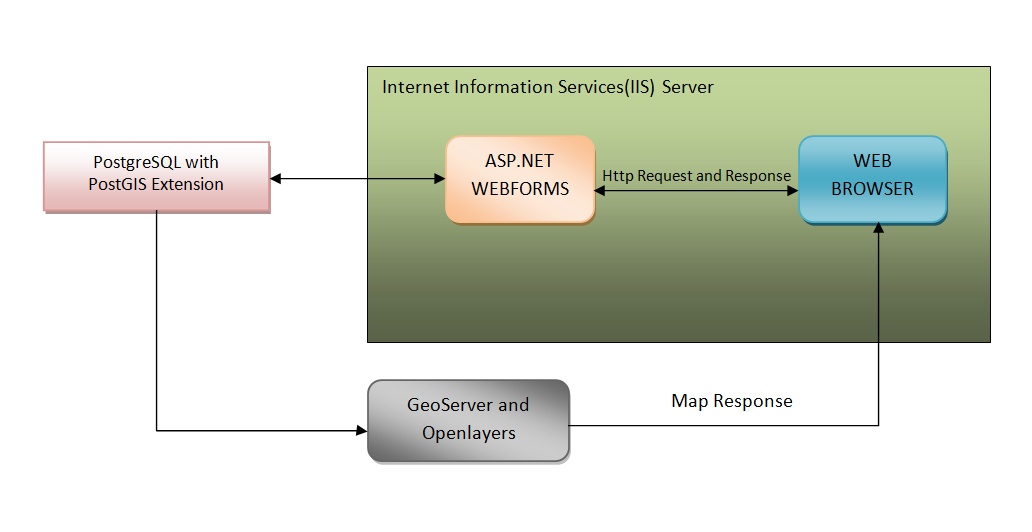 Internet Information Services(IIS) Server
PostgreSQL with
PostGIS Extension
ASP.NET
WEBFORMS
Http Request and Response
WEB
BROWSER
GeoServer and
Openlayers
Map Response